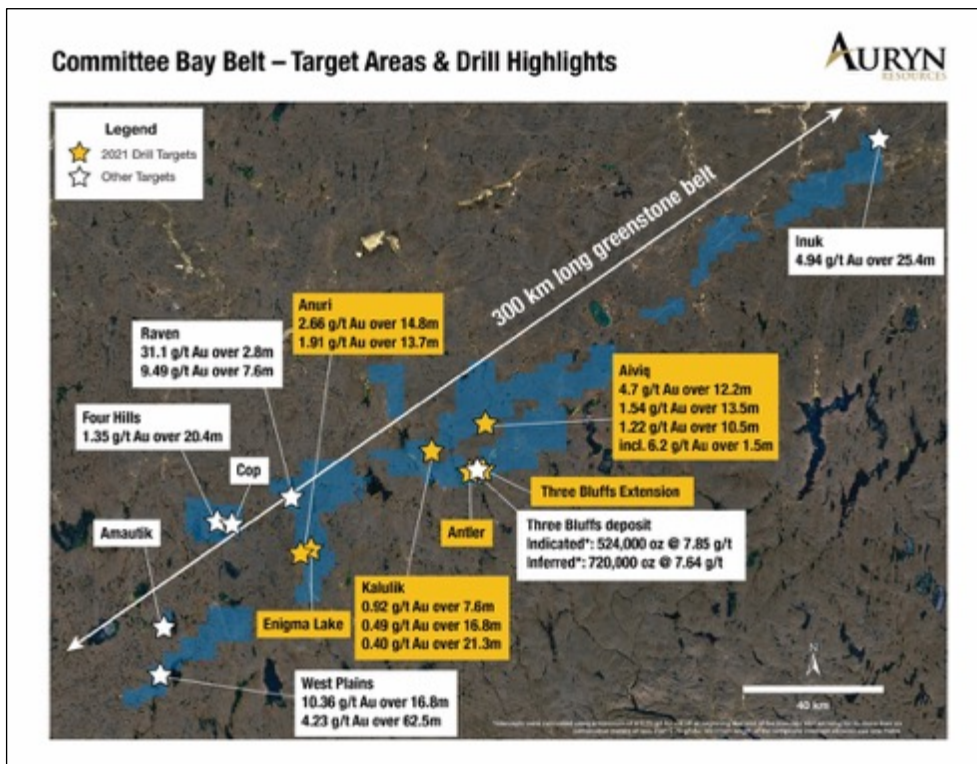 Committee Bay Belt – Target Areas & Drill Highlights
AURYN
RESOURCES
Legend
2021 Drill Targets
Other Targets
300 km long greenstone belt
Inuk
4.94 g/t Au over 25.4m
Anuri
2.66 g/t Au over 14.8m
1.91 g/t Au over 13.7m
Raven
31.1 g/t Au over 2.8m
9.49 g/t Au over 7.6m
Aiviq
4.7 g/t Au over 12.2m
1.54 g/t Au over 13.5m
1.22 g/t Au over 10.5m
incl. 6.2 g/t Au over 1.5m
Four Hills
1.35 g/t Au over 20.4m
Cop
Three Bluffs Extension
Amautik
Antler
Three Bluffs deposit
Indicated*: 524,000 oz @ 7.85 g/t
Inferred*: 720,000 oz @ 7.64 g/t
Kalulik
0.92 g/t Au over 7.6m
0.49 g/t Au over 16.8m
0.40 g/t Au over 21.3m
Enigma Lake
West Plains
10.36 g/t Au over 16.8m
4.23 g/t Au over 62.5m
N
40 km